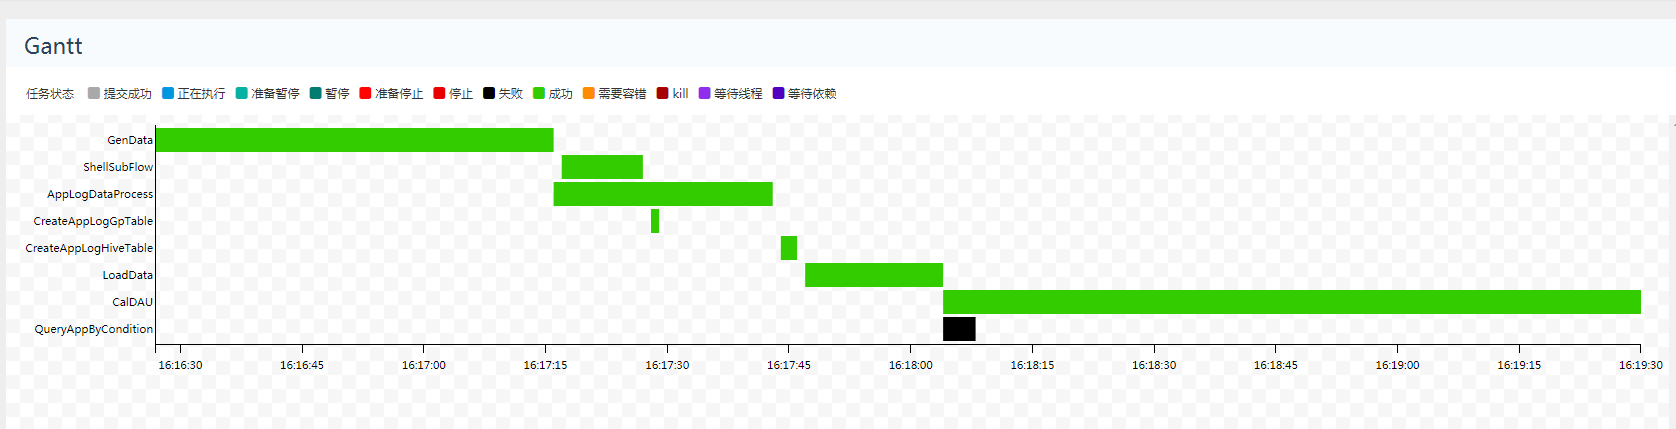 Gantt
任务状态 提交成功 正在执行 准备暂停 暂停 准备停止 停止 失败 成功 需要容错 kill 等待线程 等待依赖
GenData
ShellSubFlow
AppLogDataProcess
CreateAppLogGpTable
CreateAppLogHiveTable
LoadData
CalDAU
QueryAppByCondition
16:16:30 16:16:45 16:17:00 16:17:15 16:17:30 16:17:45 16:18:00 16:18:15 16:18:30 16:18:45 16:19:00 16:19:15 16:19:30